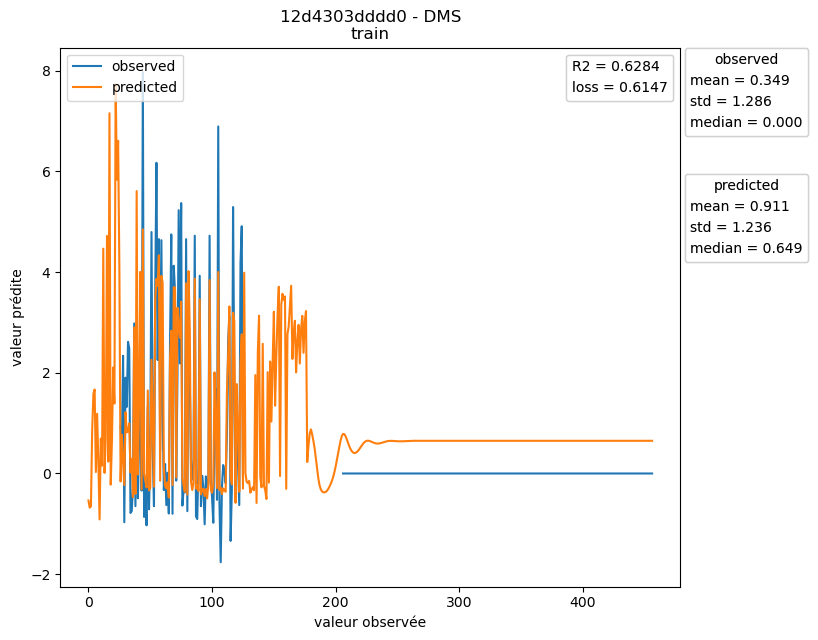 12d4303dddd0 - DMS
train
observed
predicted
R2 = 0.6284
loss = 0.6147
observed
mean = 0.349
std = 1.286
median = 0.000
predicted
mean = 0.911
std = 1.236
median = 0.649
valeur prédite
8
6
4
2
0
−2
0
100
200
300
400
valeur observée